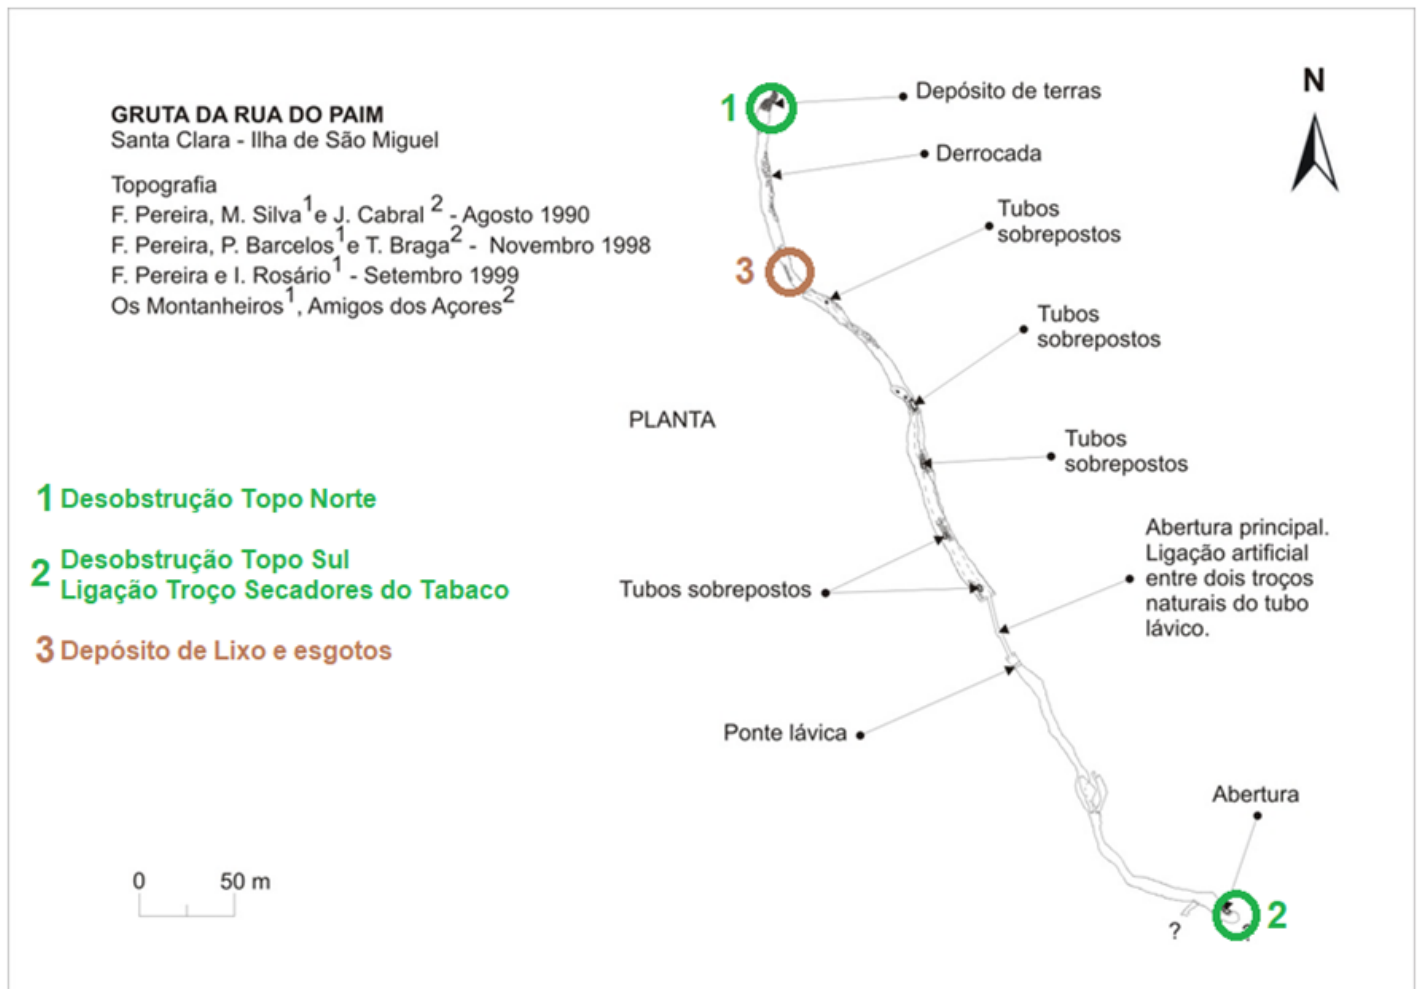 GRUTA DA RUA DO PAIM
Santa Clara - Ilha de São Miguel
Topografia
F. Pereira, M. Silva¹e J. Cabral ² - Agosto 1990
F. Pereira, P. Barcelos¹e T. Braga² - Novembro 1998
F. Pereira e I. Rosário¹ - Setembro 1999
Os Montanheiros¹, Amigos dos Açores²
N
1
Depósito de terras
Derrocada
Tubos
sobrepostos
3
Tubos
sobrepostos
PLANTA
Tubos
sobrepostos
1 Desobstrução Topo Norte
2 Desobstrução Topo Sul
Ligação Troço Secadores do Tabaco
3 Depósito de Lixo e esgotos
Abertura principal.
Ligação artificial
entre dois troços
naturais do tubo
lávico.
Tubos sobrepostos
Ponte lávica
Abertura
0 50 m
2
?
?